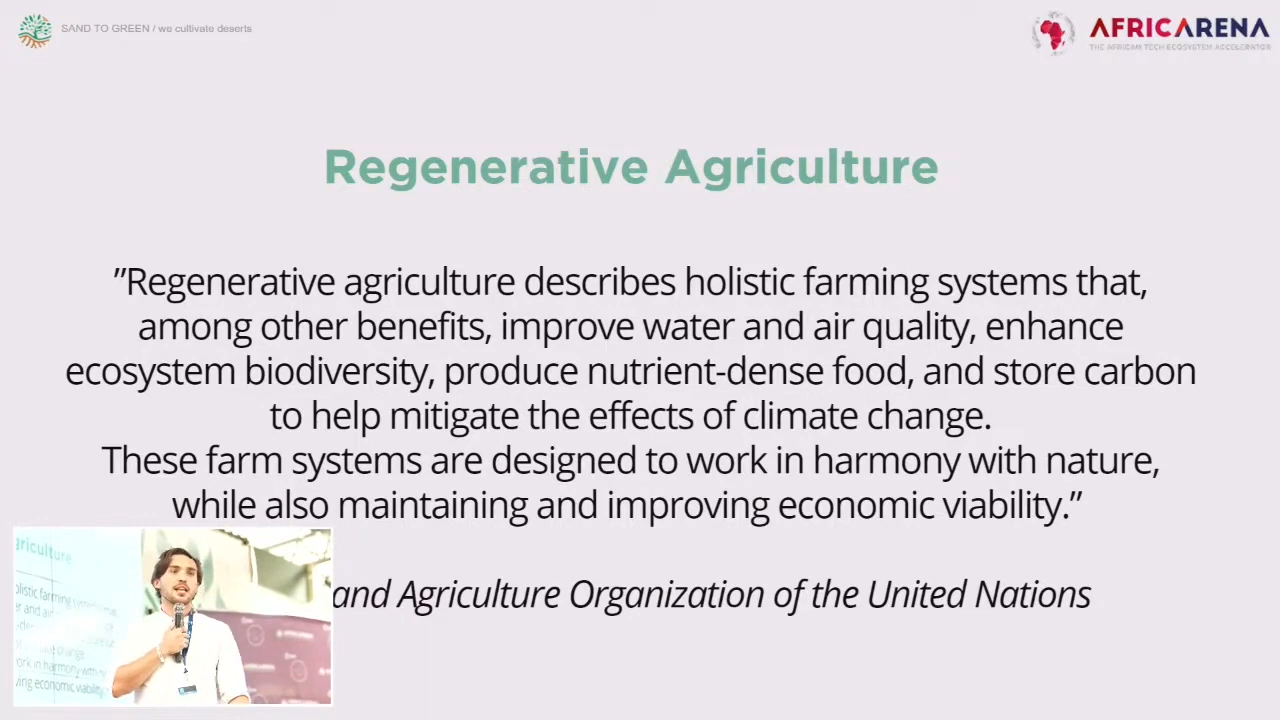 SAND TO GREEN / we cultivate deserts
AFRICARENA
THE AFRICAN TECH ECOSYSTEM ACCELERATOR
Regenerative Agriculture
”Regenerative agriculture describes holistic farming systems that,
among other benefits, improve water and air quality, enhance
ecosystem biodiversity, produce nutrient-dense food, and store carbon
to help mitigate the effects of climate change.
These farm systems are designed to work in harmony with nature,
while also maintaining and improving economic viability.”
and Agriculture Organization of the United Nations